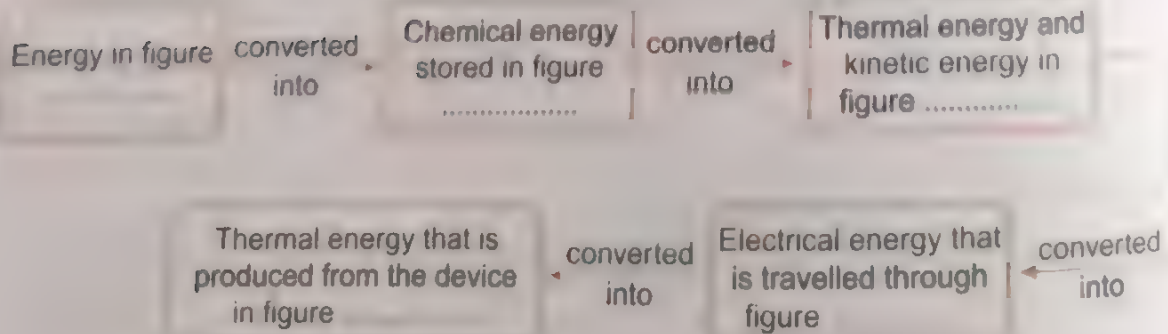 Energy in figure
converted
into
Chemical energy
stored in figure
..................
converted
into
Thermal energy and
kinetic energy in
figure ............
converted
into
Electrical energy that
is travelled through
figure
converted
into
Thermal energy that is
produced from the device
in figure